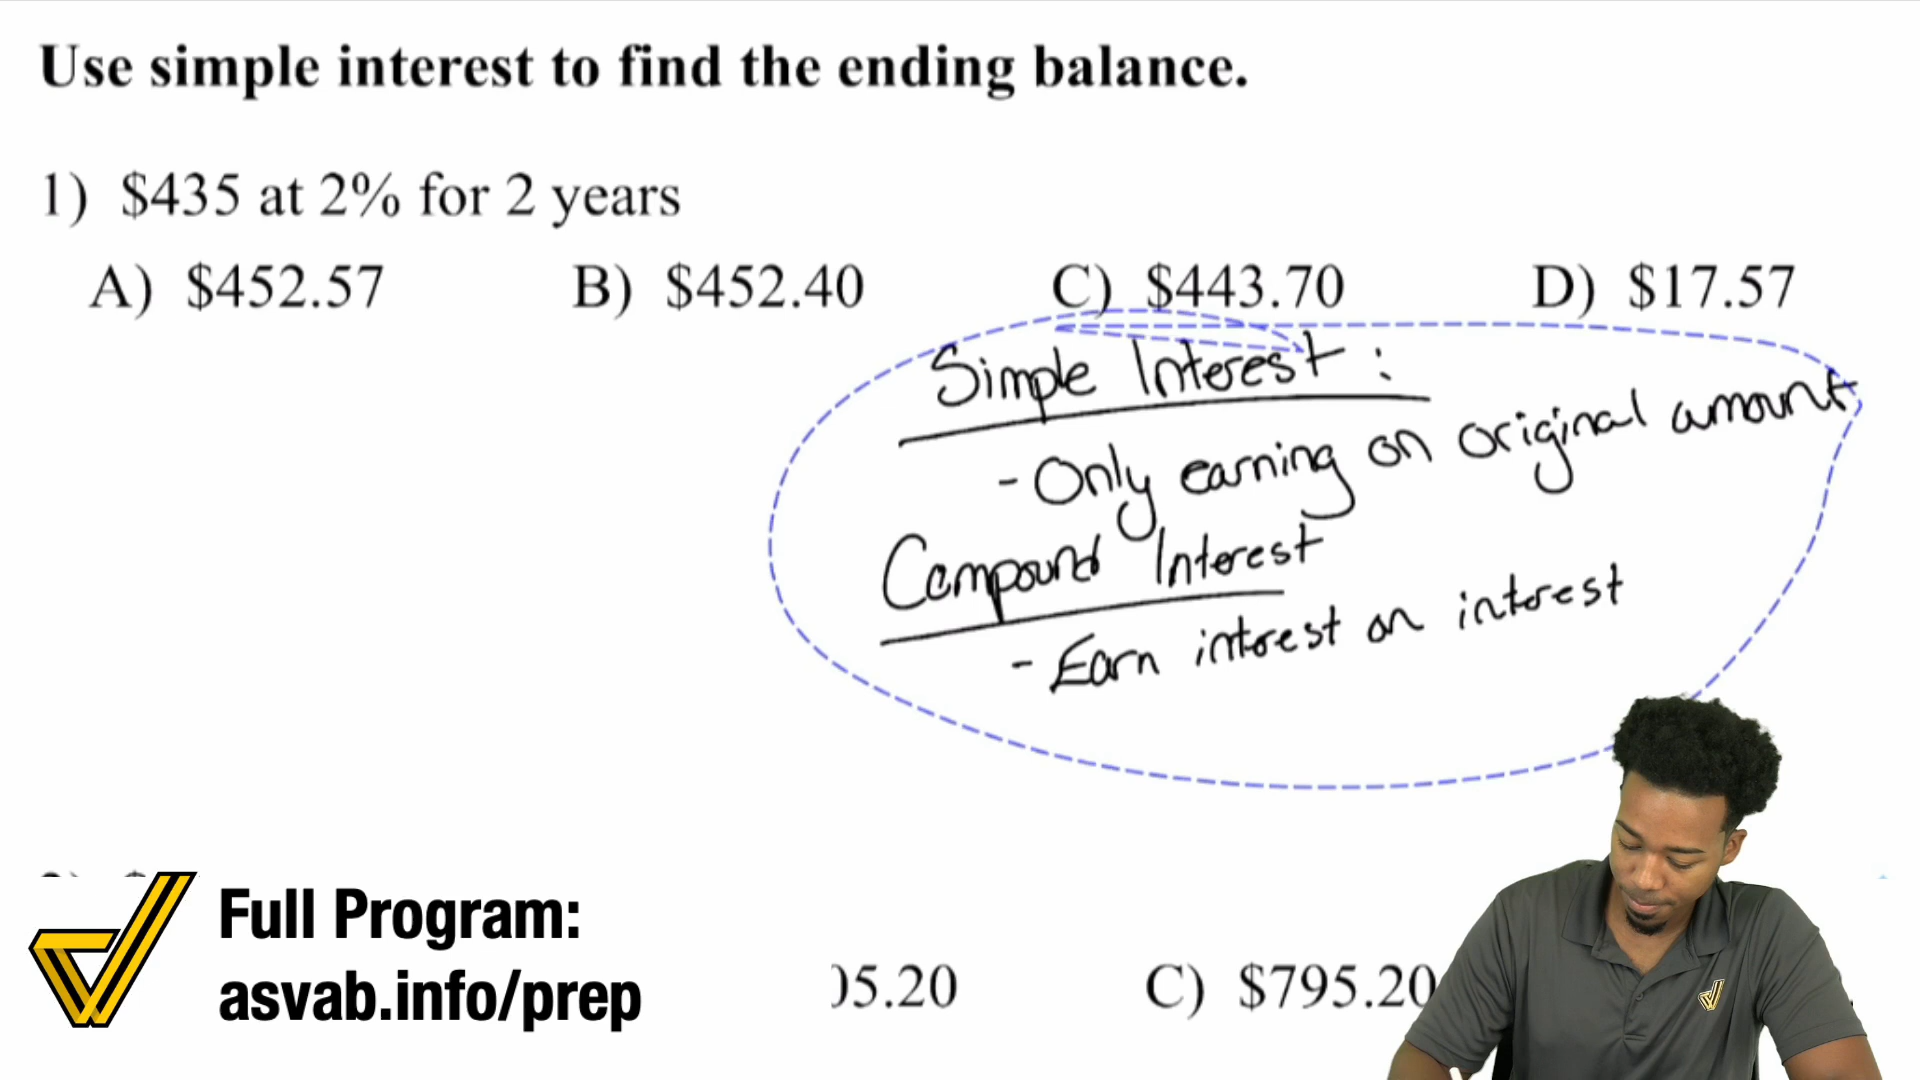 Use simple interest to find the ending balance.
1) $435 at 2% for 2 years
A) $452.57 B) $452.40 C) $443.70 D) $17.57
Simple Interest :
- Only earning on original amount
Compound Interest
- Earn interest on interest
Full Program:
asvab.info/prep
05.20 C) $795.20